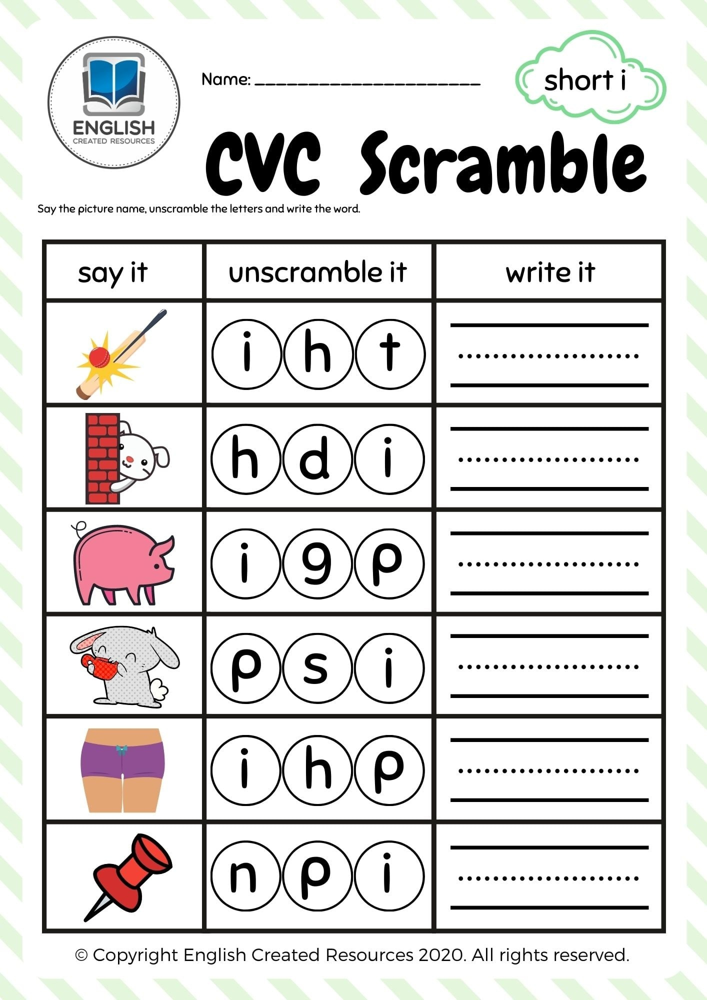 ENGLISH
CREATED RESOURCES
Name: _____________________
short i
CVC Scramble
Say the picture name, unscramble the letters and write the word.
say it unscramble it write it
i h t
h d i
i g p
p s i
i h p
n p i
© Copyright English Created Resources 2020. All rights reserved.